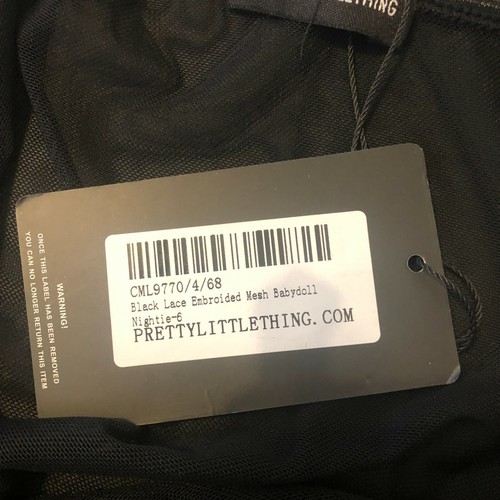 THING
CML9770/4/68
Black Lace Embroided Mesh Babydoll
Nightie-6
PRETTYLITTLETHING.COM
WARNING!
ONCE THIS LABEL HAS BEEN REMOVED
YOU CAN NO LONGER RETURN THIS ITEM